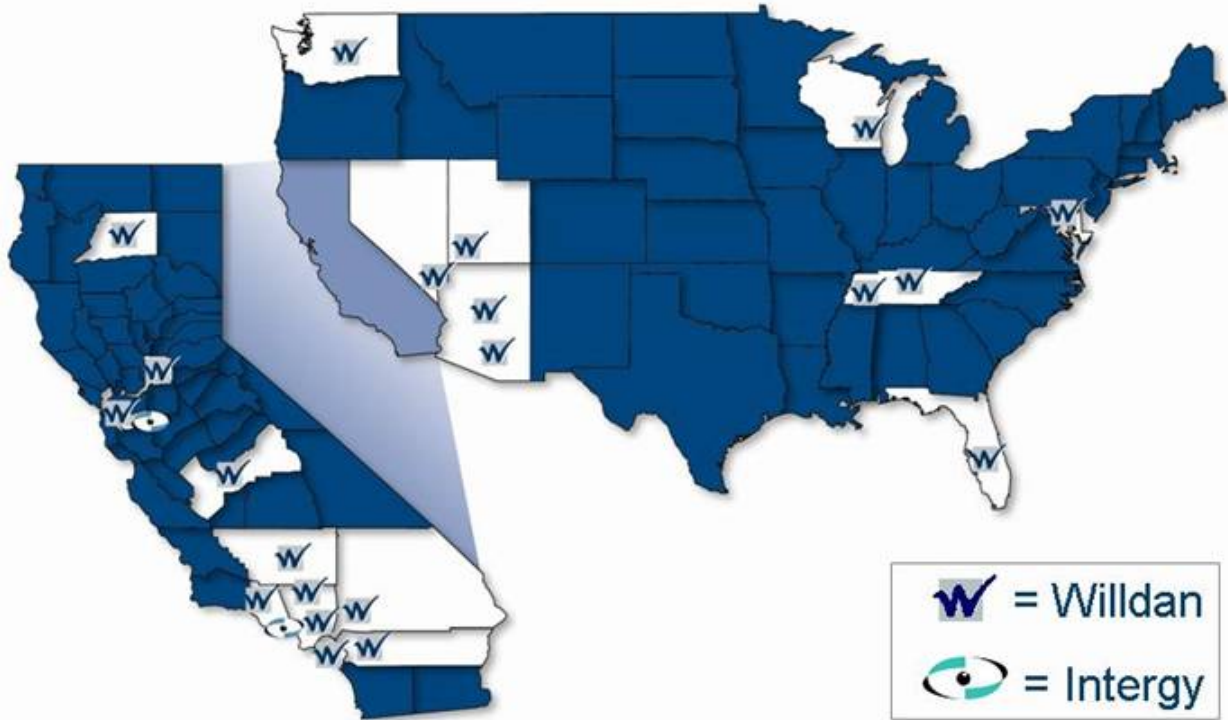 W = Willdan
= Intergy